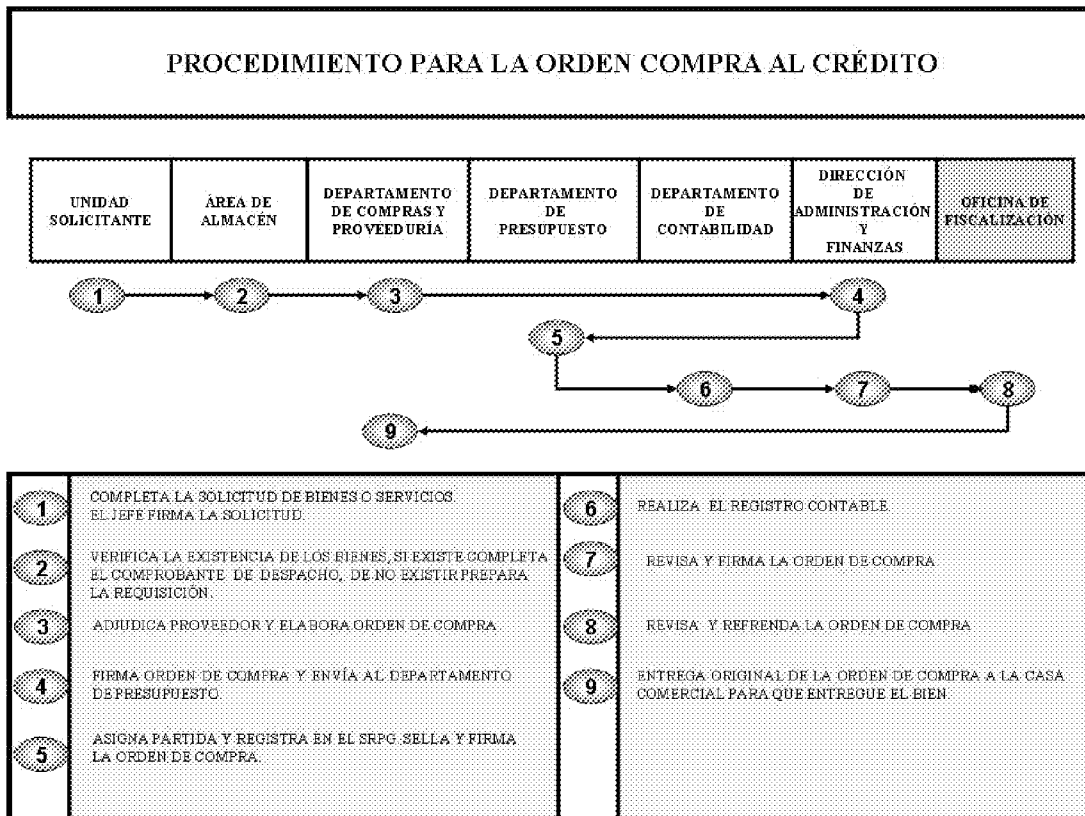 PROCEDIMIENTO PARA LA ORDEN COMPRA AL CRÉDITO
UNIDAD
SOLICITANTE
ÁREA DE
ALMACÉN
DEPARTAMENTO
DE COMPRAS Y
PROVEEDURÍA
DEPARTAMENTO
DE
PRESUPUESTO
DEPARTAMENTO
DE
CONTABILIDAD
DIRECCIÓN
DE
ADMINISTRACIÓN
Y
FINANZAS
OFICINA DE
FISCALIZACIÓN
1
2
3
4
5
6
7
8
9
1
COMPLETA LA SOLICITUD DE BIENES O SERVICIOS.
EL JEFE FIRMA LA SOLICITUD.
2
VERIFICA LA EXISTENCIA DE LOS BIENES, SI EXISTE COMPLETA
EL COMPROBANTE DE DESPACHO, DE NO EXISTIR PREPARA
LA REQUISICIÓN.
3
ADJUDICA PROVEEDOR Y ELABORA ORDEN DE COMPRA
4
FIRMA ORDEN DE COMPRA Y ENVÍA AL DEPARTAMENTO
DE PRESUPUESTO.
5
ASIGNA PARTIDA Y REGISTRA EN EL SRPG .SELLA Y FIRMA
LA ORDEN DE COMPRA.
6
REALIZA EL REGISTRO CONTABLE.
7
REVISA Y FIRMA LA ORDEN DE COMPRA
8
REVISA Y REFRENDA LA ORDEN DE COMPRA
9
ENTREGA ORIGINAL DE LA ORDEN DE COMPRA A LA CASA
COMERCIAL PARA QUE ENTREGUE EL BIEN